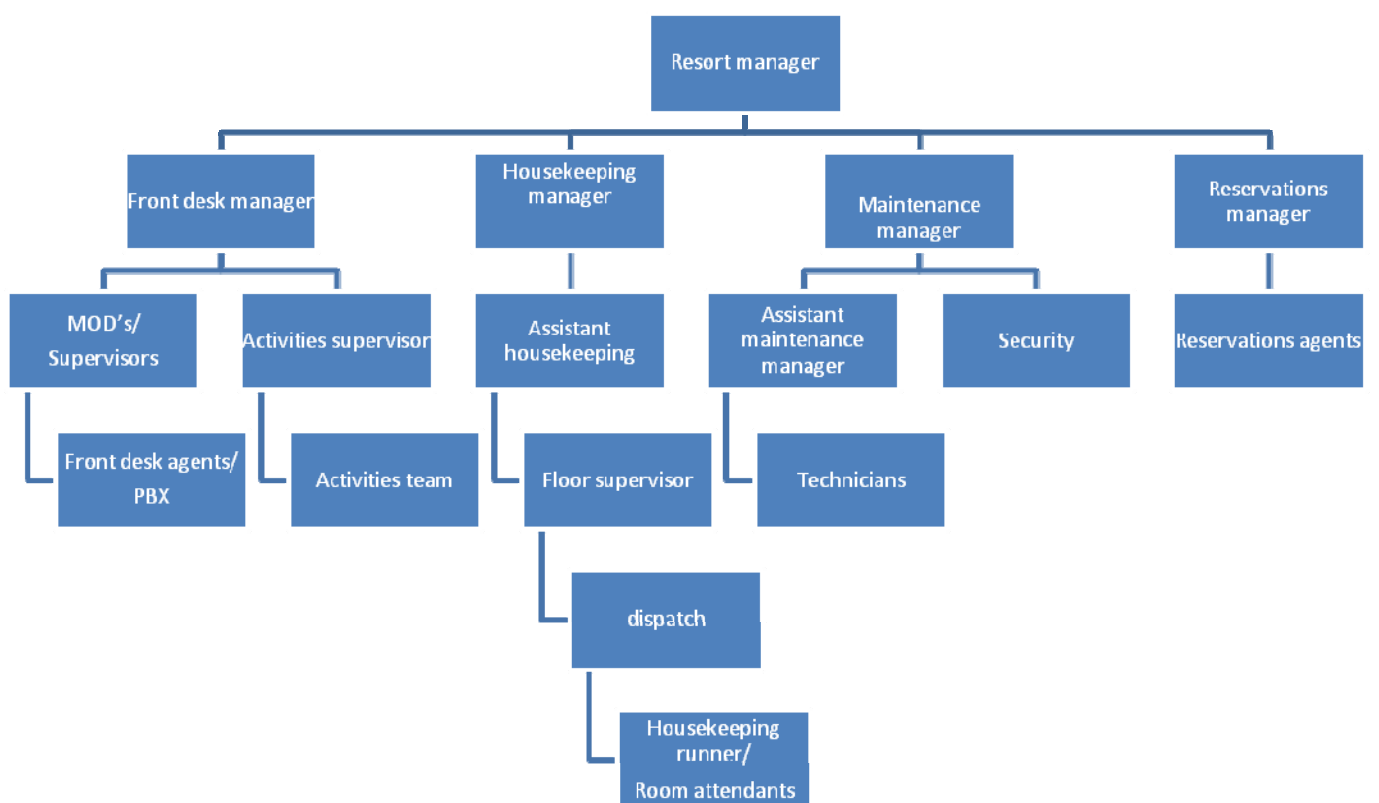 Resort manager
Front desk manager
Housekeeping
manager
Maintenance
manager
Reservations
manager
MOD’s/
Supervisors
Activities supervisor
Assistant
housekeeping
Assistant
maintenance
manager
Security
Reservations agents
Front desk agents/
PBX
Activities team
Floor supervisor
Technicians
dispatch
Housekeeping
runner/
Room attendants